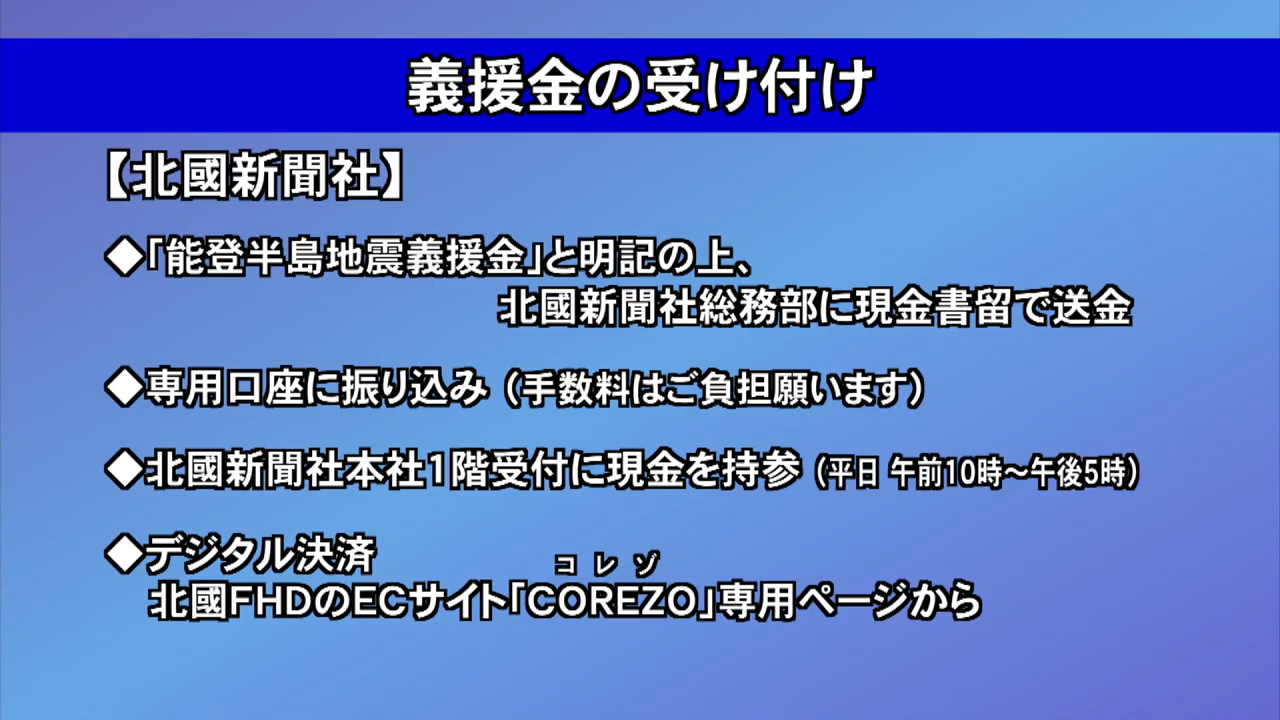 義援金の受け付け
【北國新聞社】
◆「能登半島地震義援金」と明記の上、
北國新聞社総務部に現金書留で送金
◆専用口座に振り込み（手数料はご負担願います）
◆北國新聞社本社1階受付に現金を持参（平日 午前10時～午後5時）
◆デジタル決済
コレゾ
北國FHDのECサイト「COREZO」専用ページから